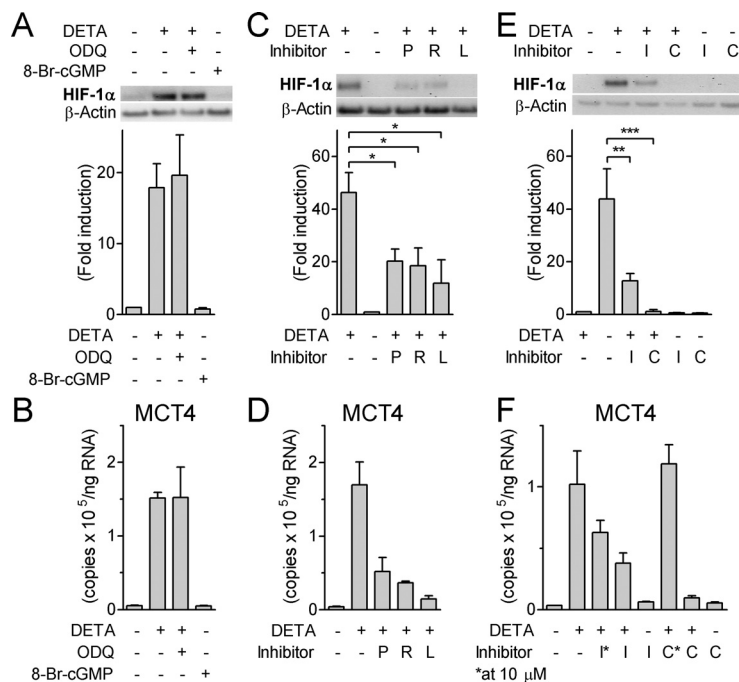 A
DETA - + + -
ODQ - - + -
8-Br-cGMP - - - +
HIF-1α
β-Actin
(Fold induction)
20
10
0
DETA - + + -
ODQ - - + -
8-Br-cGMP - - - +
B
MCT4
(copies x 10⁵/ng RNA)
2
1
0
DETA - + + -
ODQ - - + -
8-Br-cGMP - - - +
C
DETA + - + + +
Inhibitor - - P R L
HIF-1α
β-Actin
*
*
*
(Fold induction)
60
40
20
0
DETA + - + + +
Inhibitor - - P R L
D
MCT4
(copies x 10⁵/ng RNA)
2
1
0
DETA - + + + +
Inhibitor - - P R L
E
DETA - + + + - -
Inhibitor - - I C I C
HIF-1α
β-Actin
***
**
(Fold induction)
60
40
20
0
DETA + - + + - -
Inhibitor - - I C I C
F
MCT4
(copies x 10⁵/ng RNA)
1
0
DETA - + + + - + + -
Inhibitor - - I* I I C* C C
*at 10 μM